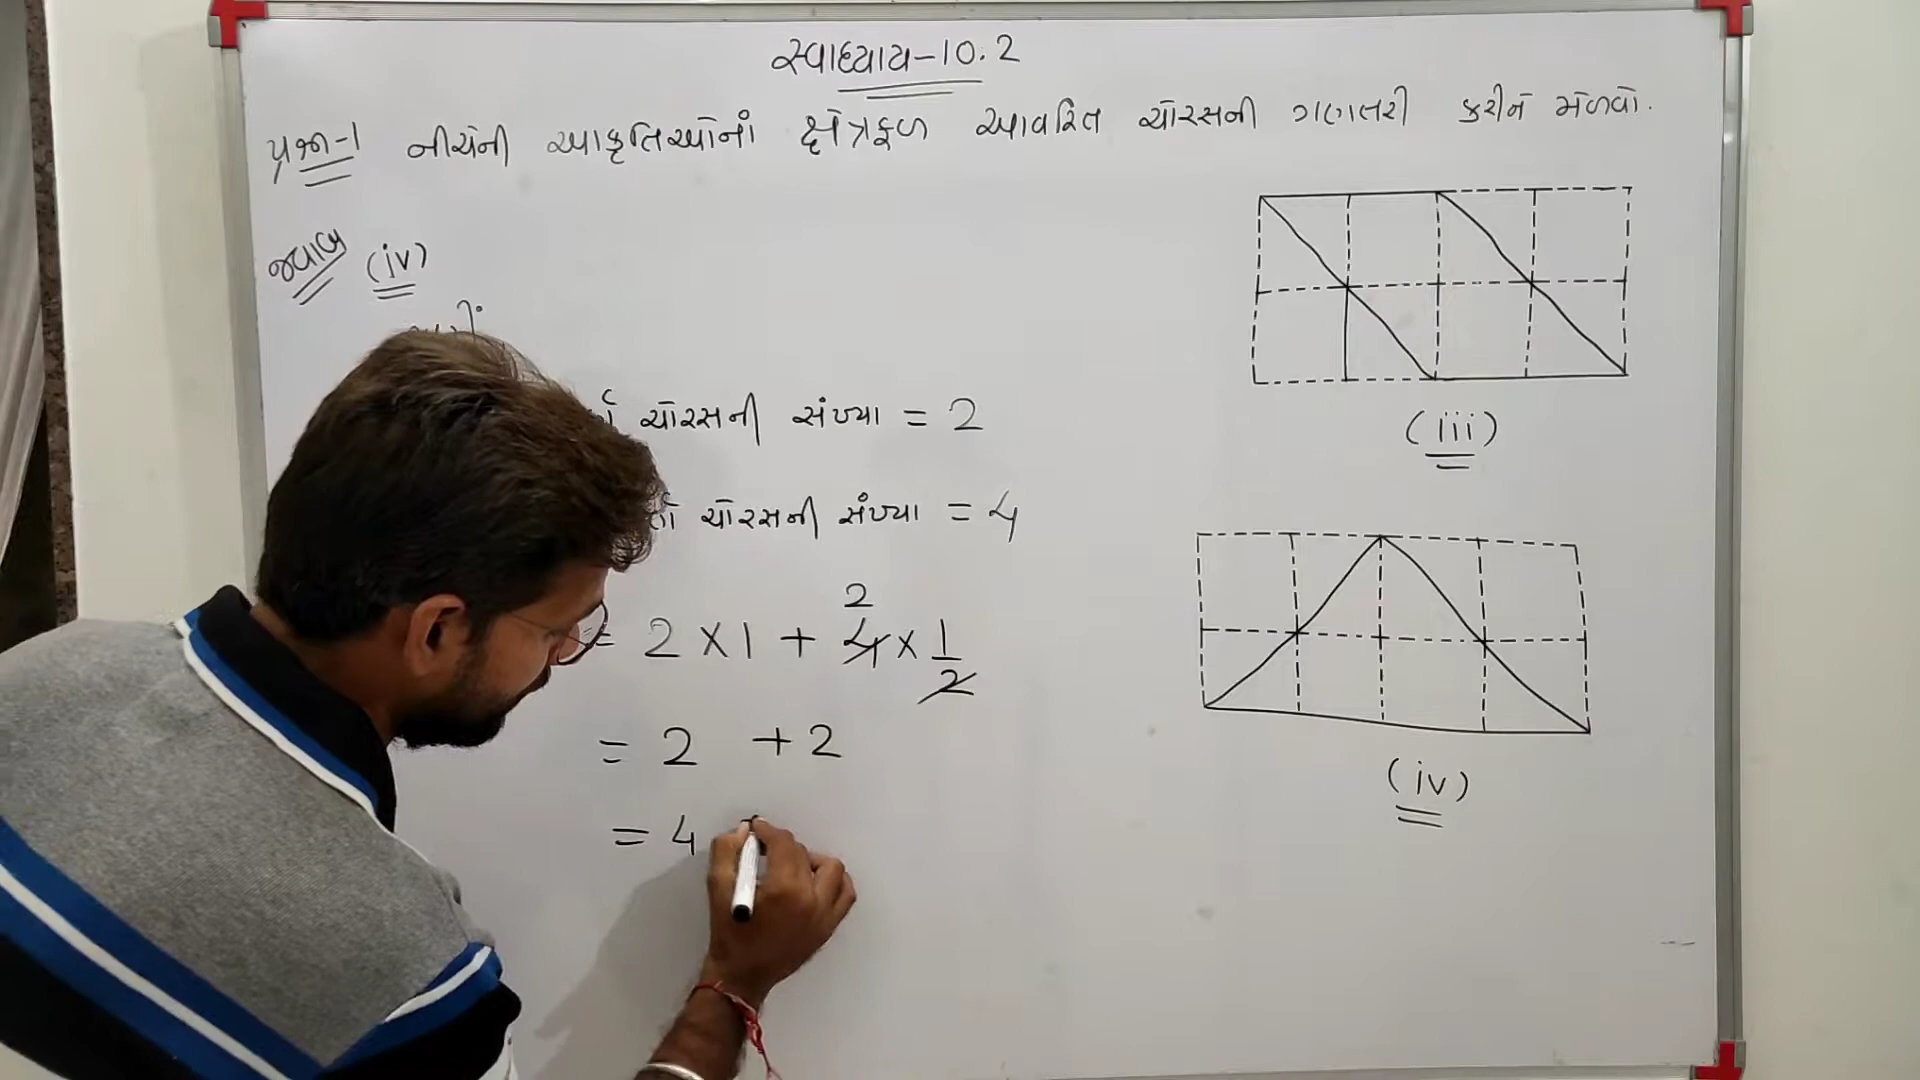 સ્વાધ્યાય-10.2
પ્રશ્ન-1 નીચેની આકૃતિઓનાં ક્ષેત્રફળ આવરિત ચોરસની ગણતરી કરીને મેળવો.
જવાબ (iv)
ચોરસની સંખ્યા = 2
ચોરસની સંખ્યા = 4
2
= 2 × 1 + 4 × 1/2
= 2 + 2
= 4
(iii)
(iv)